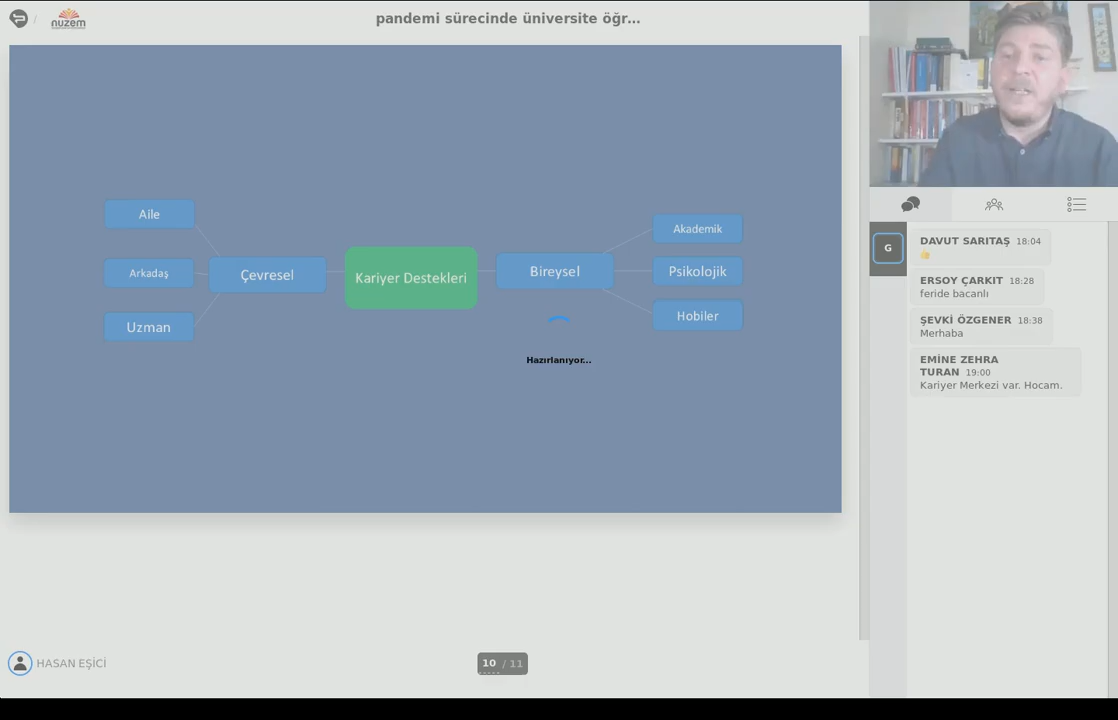 nuzem
pandemi sürecinde üniversite öğr...
Aile
Arkadaş
Uzman
Çevresel
Kariyer Destekleri
Bireysel
Akademik
Psikolojik
Hobiler
Hazırlanıyor...
G
DAVUT SARITAŞ 18:04
ERSOY ÇARKIT 18:28
feride bacanlı
ŞEVKİ ÖZGENER 18:38
Merhaba
EMİNE ZEHRA
TURAN 19:00
Kariyer Merkezi var. Hocam.
HASAN EŞİCİ
10 / 11